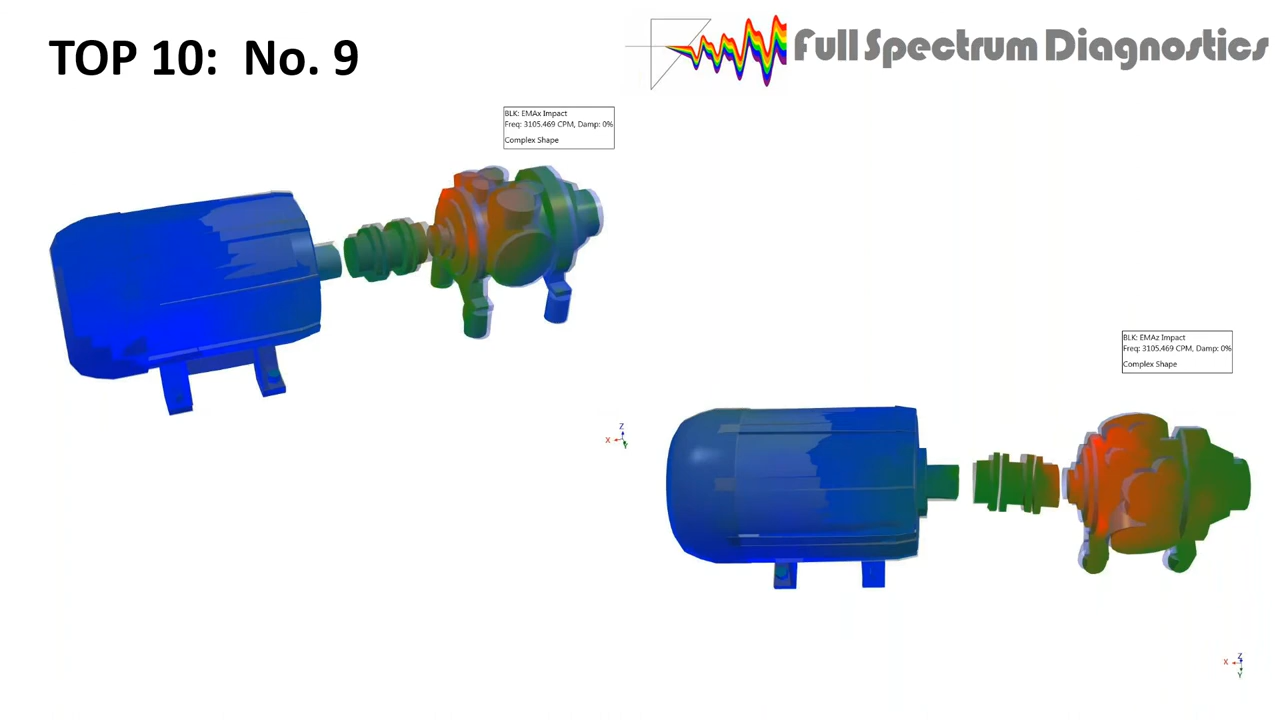 TOP 10:  No. 9
Full Spectrum Diagnostics
BLK: EMAx Impact
Freq: 3105.469 CPM, Damp: 0%
Complex Shape
Z
X
Y
BLK: EMAz Impact
Freq: 3105.469 CPM, Damp: 0%
Complex Shape
Z
X
Y